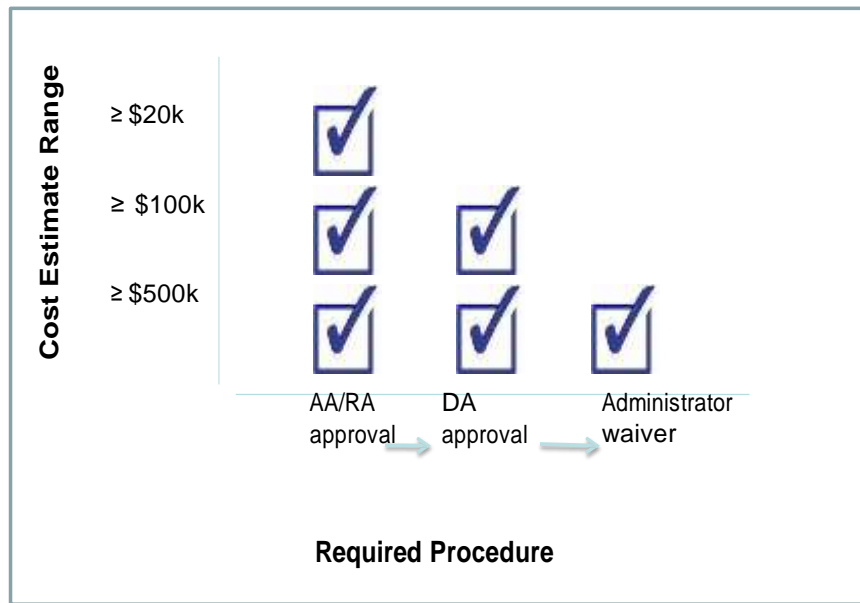 Cost Estimate Range
≥ $20k
≥ $100k
≥ $500k
AA/RA
approval
DA
approval
Administrator
waiver
Required Procedure